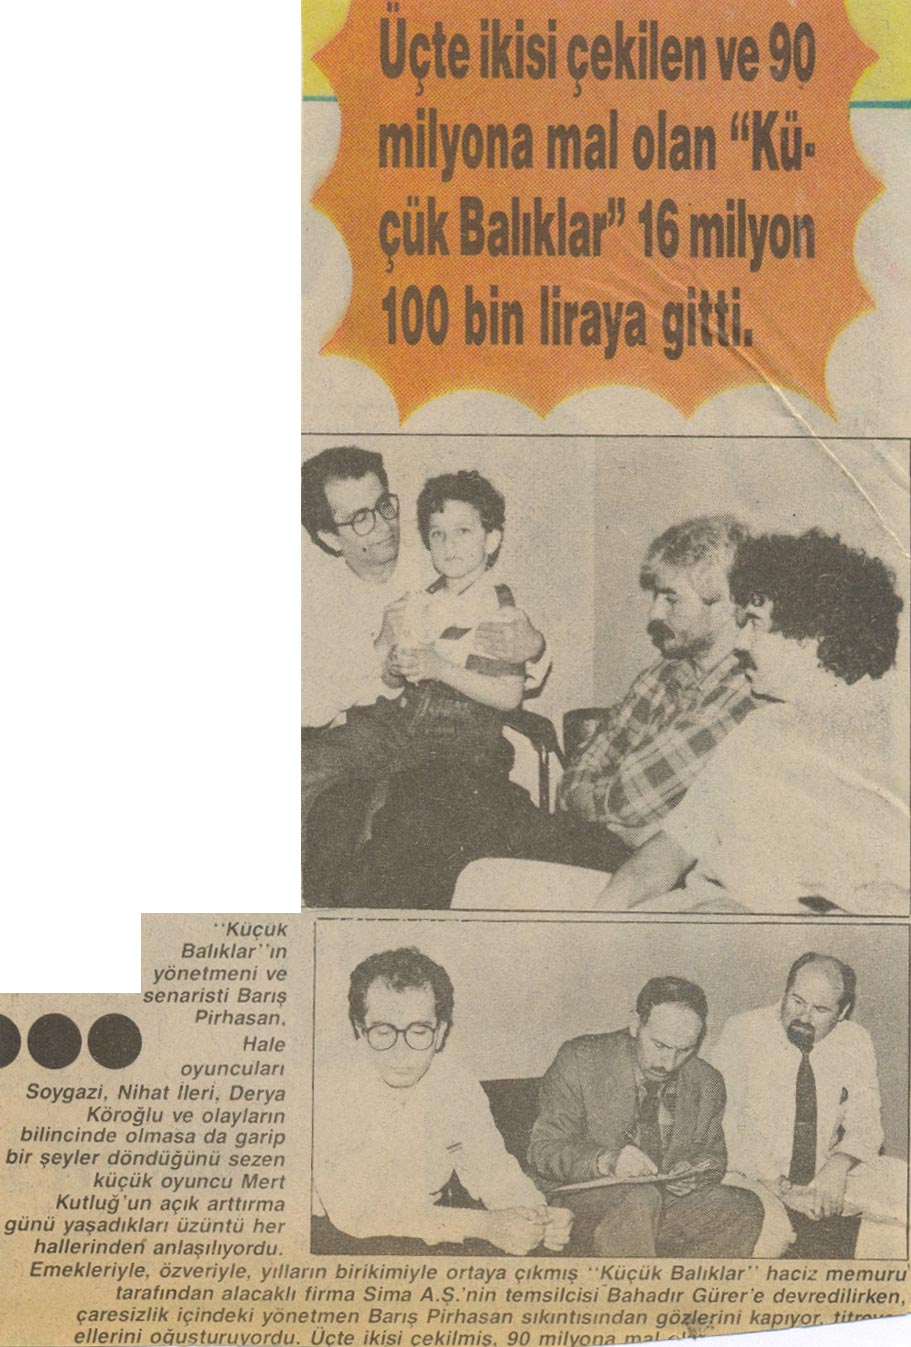 Üçte ikisi çekilen ve 90
milyona mal olan “Kü-
çük Balıklar” 16 milyon
100 bin liraya gitti.
“Küçük
Balıklar”ın
yönetmeni ve
senaristi Barış
Pirhasan,
Hale
oyuncuları
Soygazi, Nihat İleri, Derya
Köroğlu ve olayların
bilincinde olmasa da garip
bir şeyler döndüğünü sezen
küçük oyuncu Mert
Kutluğ'un açık arttırma
günü yaşadıkları üzüntü her
hallerinden anlaşılıyordu.
Emekleriyle, özveriyle, yılların birikimiyle ortaya çıkmış “Küçük Balıklar” haciz memuru
tarafından alacaklı firma Sima A.Ş.'nin temsilcisi Bahadır Gürer'e devredilirken,
çaresizlik içindeki yönetmen Barış Pirhasan sıkıntısından gözlerini kapıyor,
ellerini oğuşturuyordu. Üçte ikisi çekilmiş, 90 milyona mal